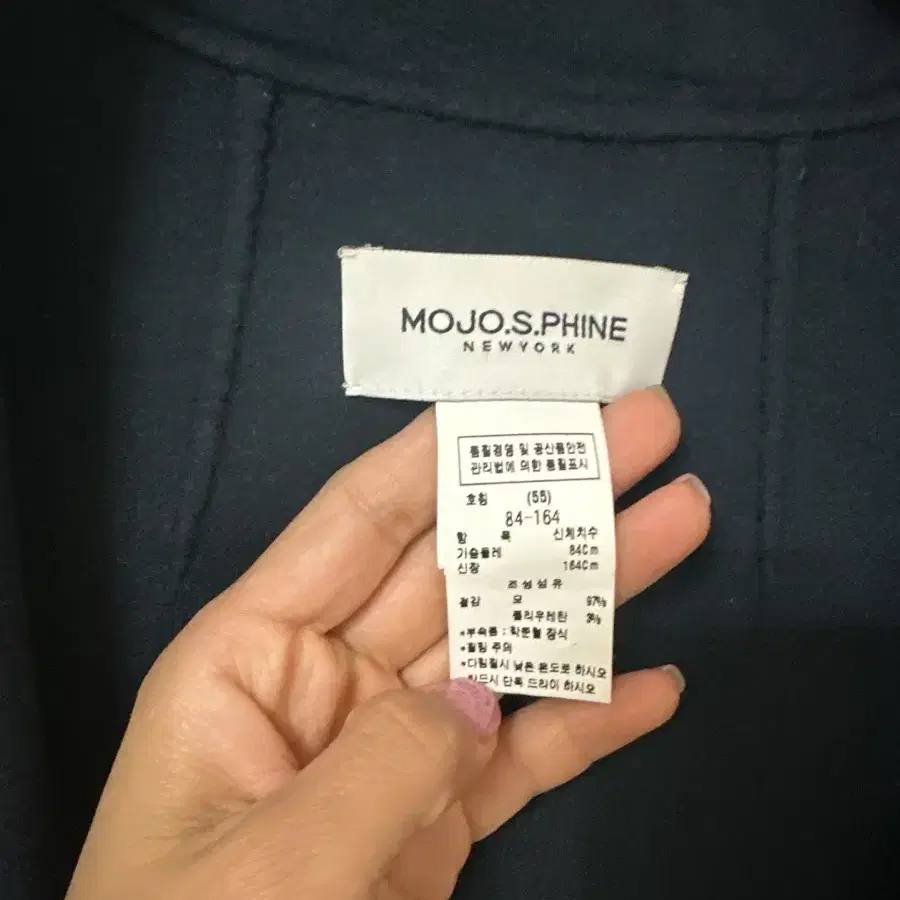 MOJO.S.PHINE
NEWYORK
품질경영 및 공산품안전
관리법에 의한 품질표시
호칭 (55)
84-164
항 목 신체치수
가슴둘레 84Cm
신장 164Cm
조성섬유
겉감 모 97%
폴리우레탄 3%
*부속품 : 학준털 장식
*필링 주의
*다림질시 낮은 온도로 하시오
반드시 단독 드라이 하시오